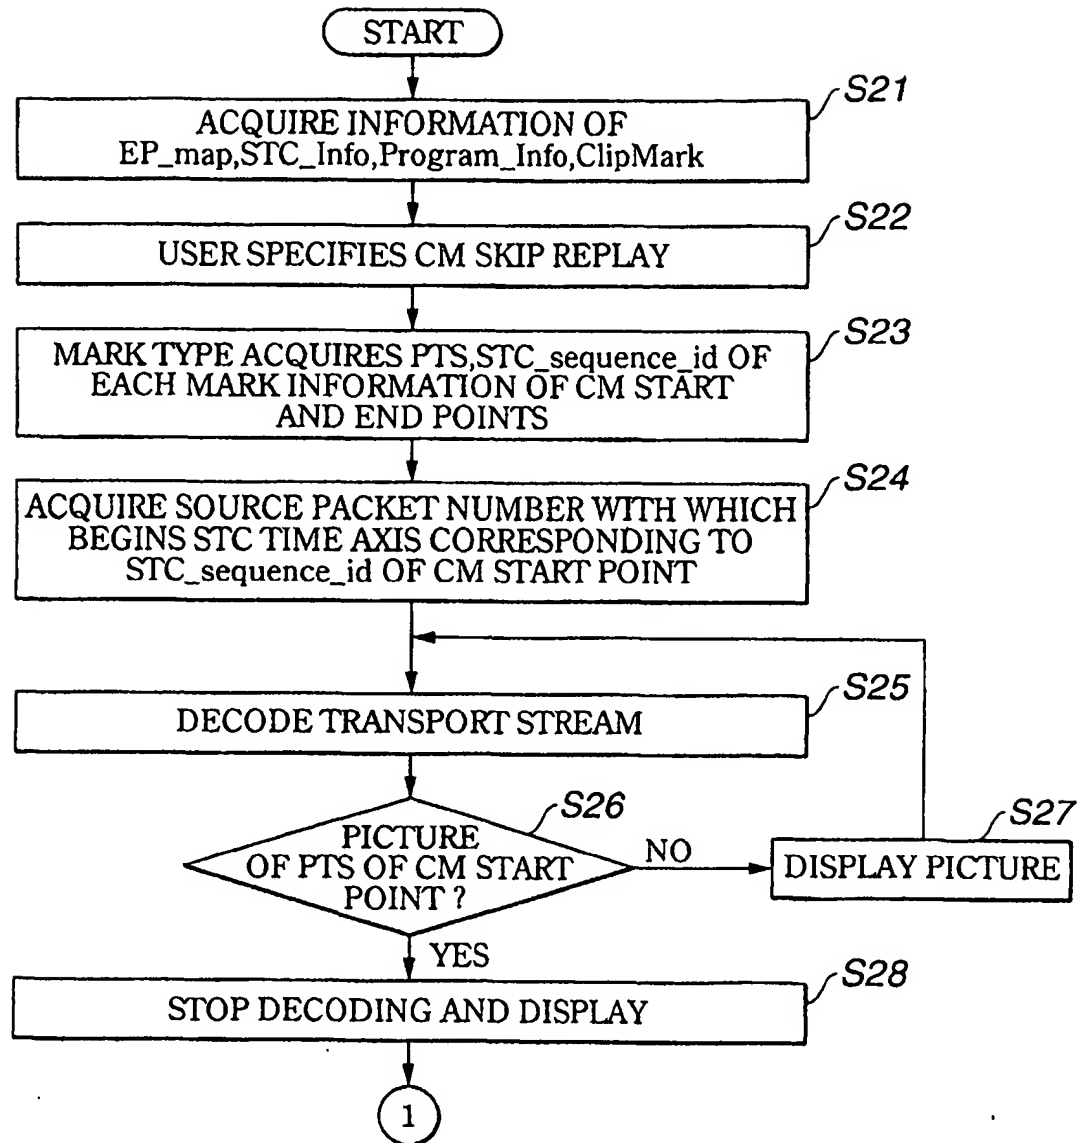 START
S21
ACQUIRE INFORMATION OF
EP_map,STC_Info,Program_Info,ClipMark
S22
USER SPECIFIES CM SKIP REPLAY
S23
MARK TYPE ACQUIRES PTS,STC_sequence_id OF
EACH MARK INFORMATION OF CM START
AND END POINTS
S24
ACQUIRE SOURCE PACKET NUMBER WITH WHICH
BEGINS STC TIME AXIS CORRESPONDING TO
STC_sequence_id OF CM START POINT
S25
DECODE TRANSPORT STREAM
S26
PICTURE
OF PTS OF CM START
POINT ?
NO
S27
DISPLAY PICTURE
YES
S28
STOP DECODING AND DISPLAY
1